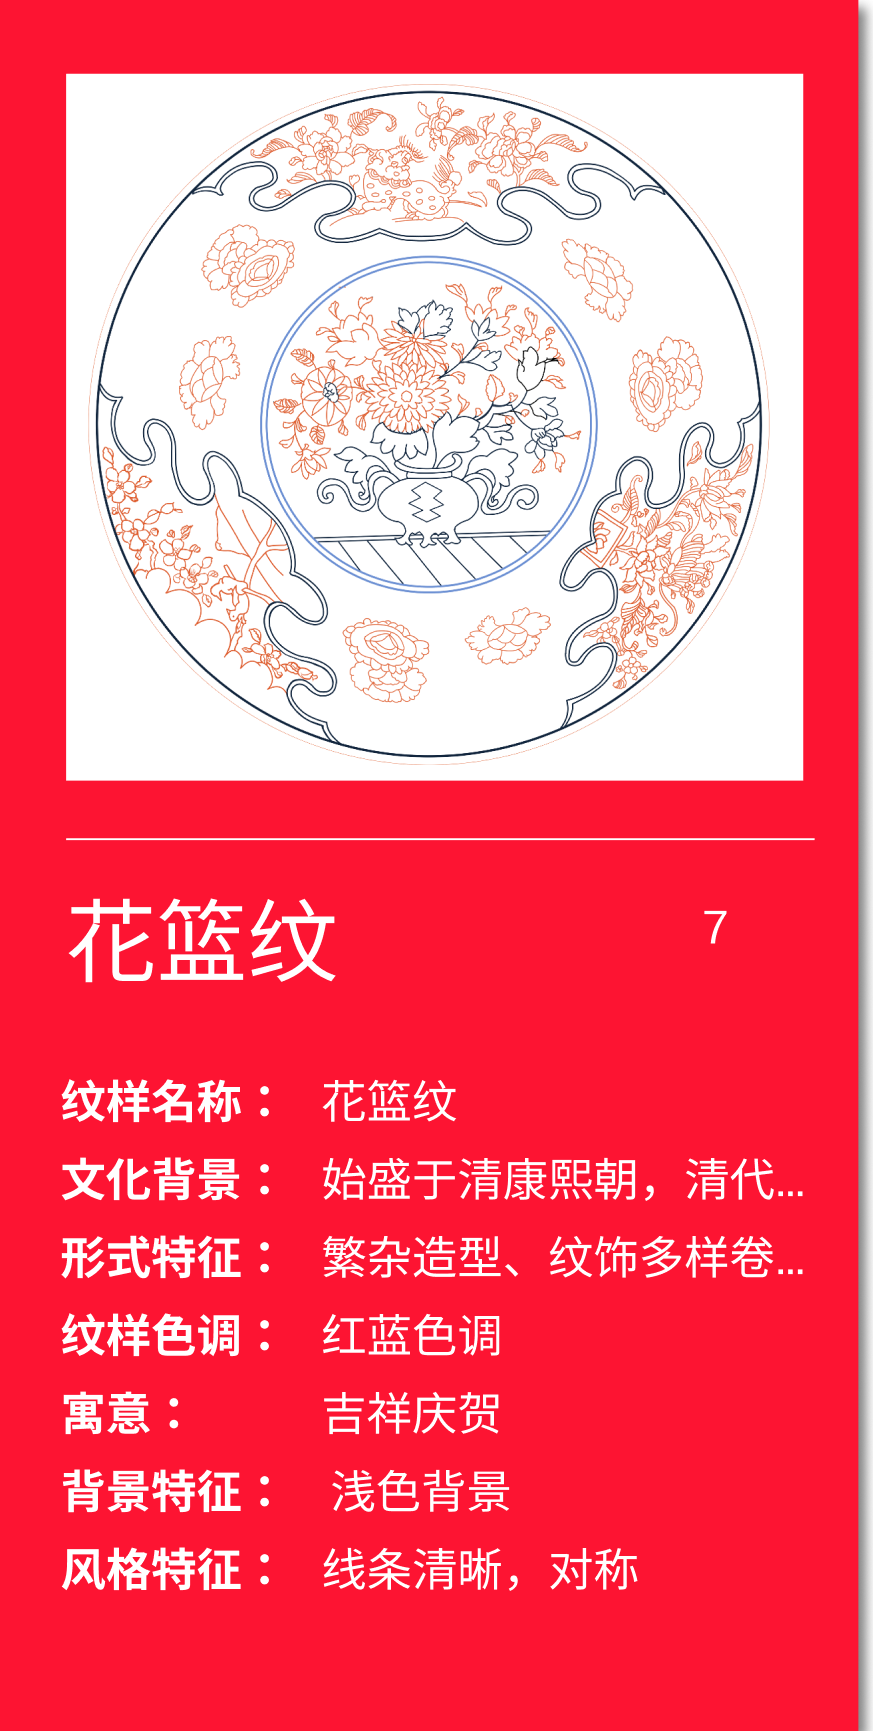 花篮纹
7
纹样名称： 花篮纹
文化背景： 始盛于清康熙朝，清代...
形式特征： 繁杂造型、纹饰多样卷...
纹样色调： 红蓝色调
寓意： 吉祥庆贺
背景特征： 浅色背景
风格特征： 线条清晰，对称